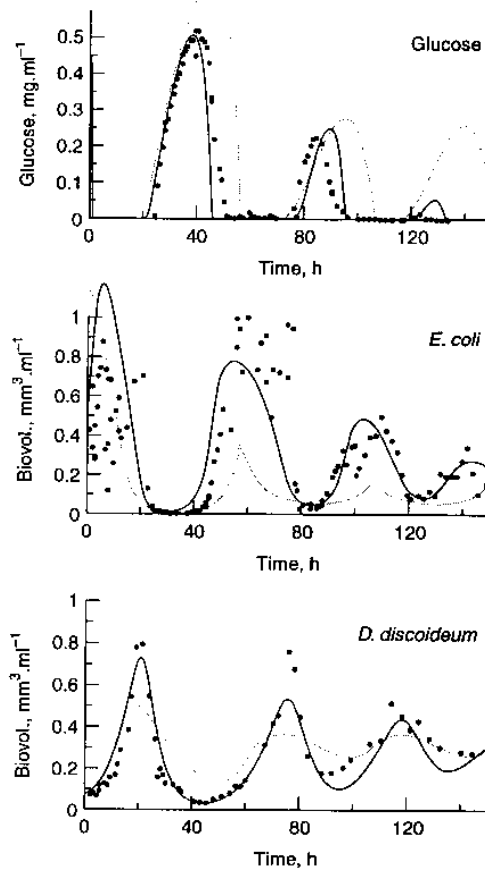 Glucose
Glucose, mg.ml⁻¹
0.5
0.4
0.3
0.2
0.1
0
0 40 80 120
Time, h
E. coli
Biovol., mm³.ml⁻¹
1
0.8
0.6
0.4
0.2
0
0 40 80 120
Time, h
D. discoideum
Biovol., mm³.ml⁻¹
1
0.8
0.6
0.4
0.2
0
0 40 80 120
Time, h